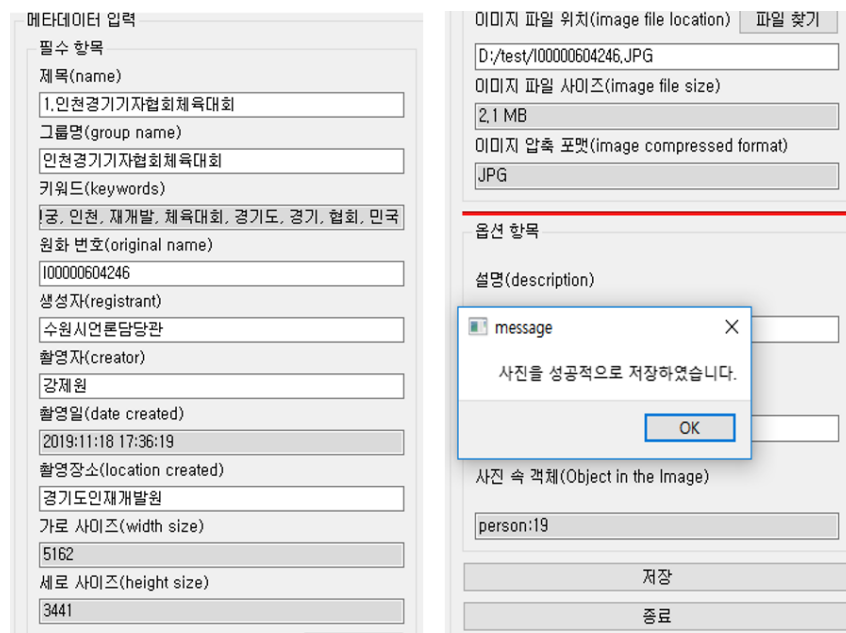 메타데이터 입력
필수 항목
제목(name)
1.인천경기기자협회체육대회
그룹명(group name)
인천경기기자협회체육대회
키워드(keywords)
궁, 인천, 재개발, 체육대회, 경기도, 경기, 협회, 민국
원화 번호(original name)
I00000604246
생성자(registrant)
수원시언론담당관
촬영자(creator)
강제원
촬영일(date created)
2019:11:18 17:36:19
촬영장소(location created)
경기도인재개발원
가로 사이즈(width size)
5162
세로 사이즈(height size)
3441
이미지 파일 위치(image file location) 파일 찾기
D:/test/I00000604246.JPG
이미지 파일 사이즈(image file size)
2.1 MB
이미지 압축 포맷(image compressed format)
JPG
옵션 항목
설명(description)
message
사진을 성공적으로 저장하였습니다.
OK
사진 속 객체(Object in the Image)
person:19
저장
종료